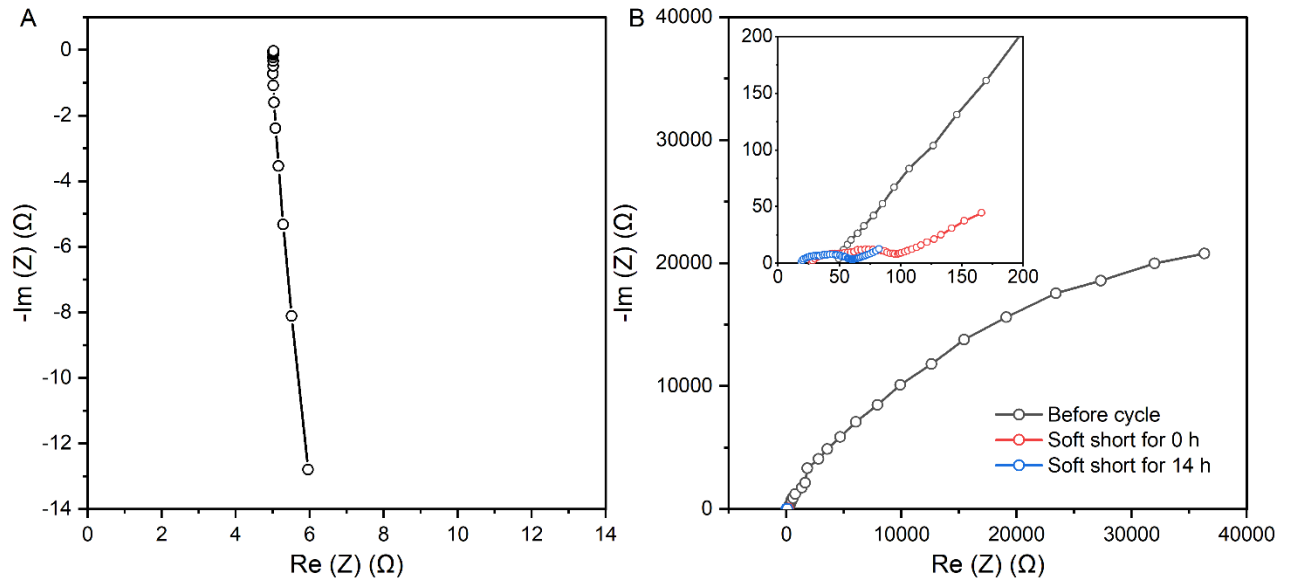 A
0
-2
-4
-6
-8
-10
-12
-14
-Im (Z) (Ω)
0 2 4 6 8 10 12 14
Re (Z) (Ω)
B
40000
30000
20000
10000
0
-Im (Z) (Ω)
200
150
100
50
0
0 50 100 150 200
Before cycle
Soft short for 0 h
Soft short for 14 h
0 10000 20000 30000 40000
Re (Z) (Ω)